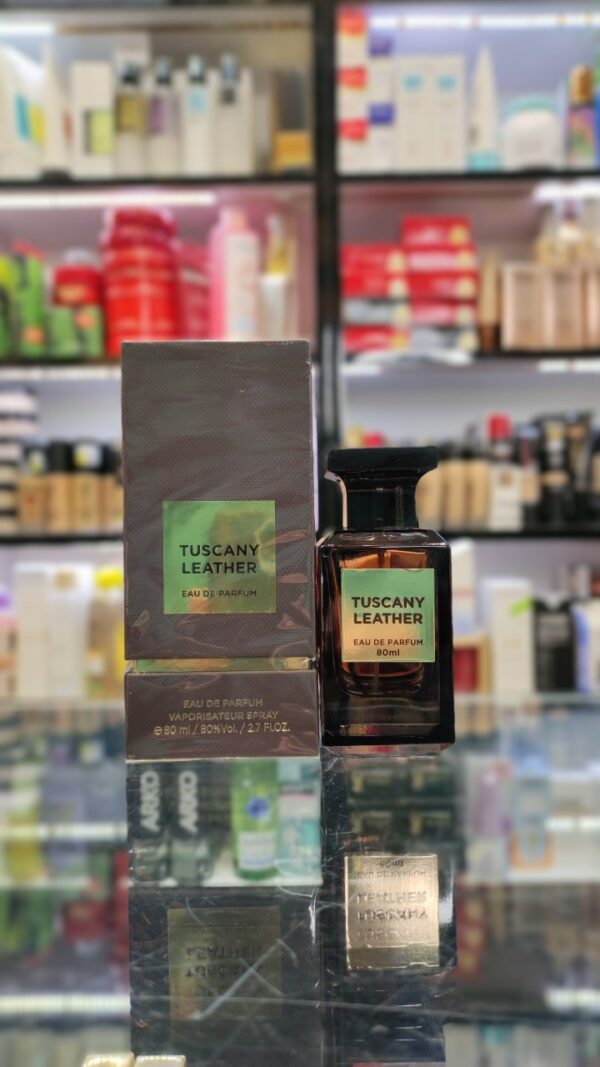 TUSCANY
LEATHER
EAU DE PARFUM
EAU DE PARFUM
VAPORISATEUR SPRAY
℮ 80 ml / 80%Vol. / 2.7 Fl.OZ.
TUSCANY
LEATHER
EAU DE PARFUM
80ml
ARKO
ARKO